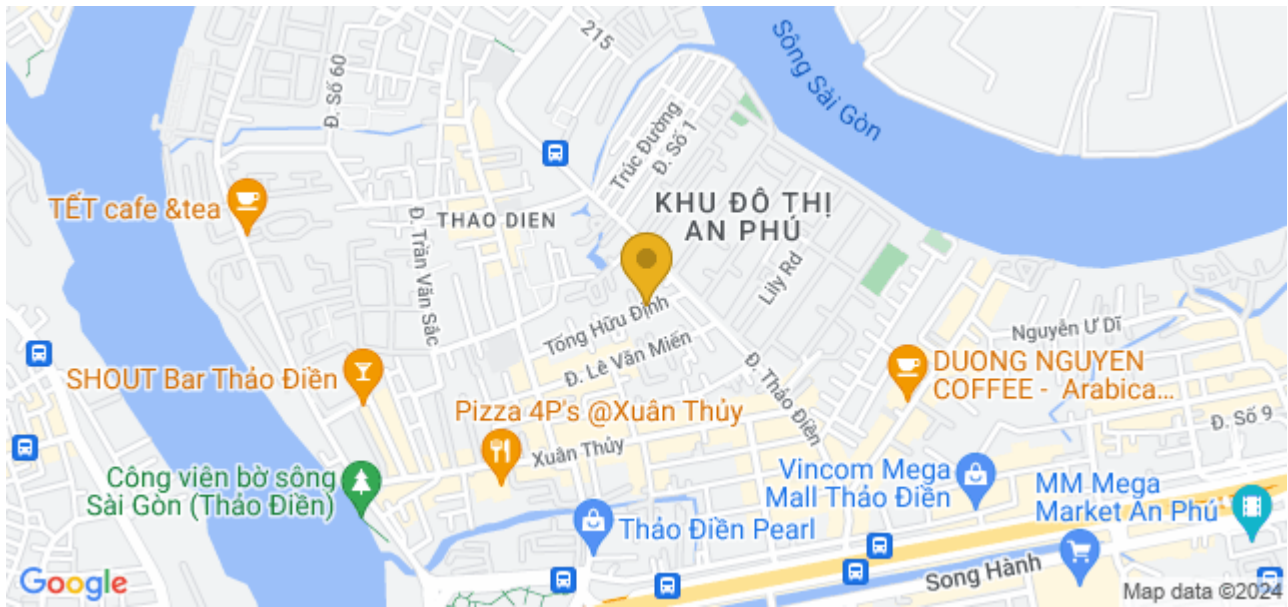 215
Đ. Số 60
Sông Sài Gòn
Trúc Đường
Đ. Số 1
TẾT cafe &tea
THAO DIEN
KHU ĐÔ THỊ
AN PHÚ
Đ. Trần Văn Sắc
Lily Rd
Tống Hữu Định
Nguyễn Ư Dĩ
Đ. Lê Văn Miến
SHOUT Bar Thảo Điền
DUONG NGUYEN
COFFEE - Arabica...
Đ. Thảo Điền
Pizza 4P's @Xuân Thủy
Đ. Số 9
Xuân Thủy
Công viên bờ sông
Sài Gòn (Thảo Điền)
Vincom Mega
Mall Thảo Điền
MM Mega
Market An Phú
Thảo Điền Pearl
Song Hành
Google
Map data ©2024